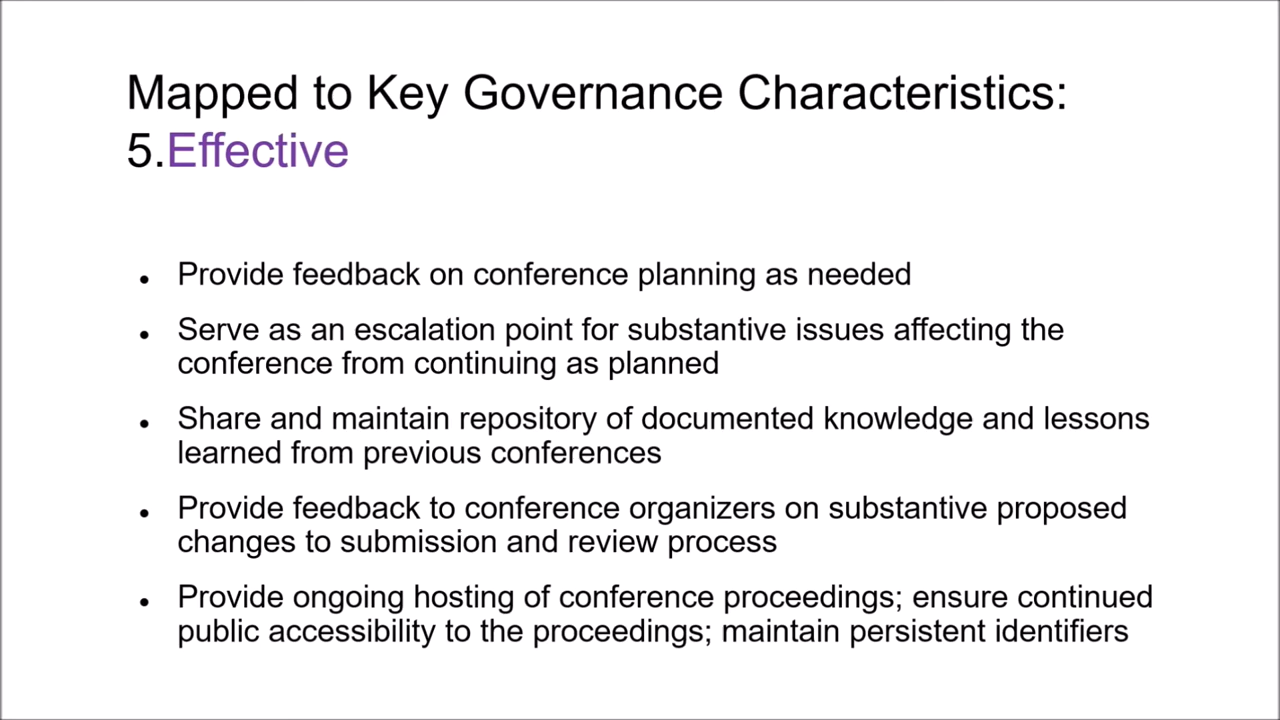 Mapped to Key Governance Characteristics:
5.Effective
• Provide feedback on conference planning as needed
• Serve as an escalation point for substantive issues affecting the
conference from continuing as planned
• Share and maintain repository of documented knowledge and lessons
learned from previous conferences
• Provide feedback to conference organizers on substantive proposed
changes to submission and review process
• Provide ongoing hosting of conference proceedings; ensure continued
public accessibility to the proceedings; maintain persistent identifiers